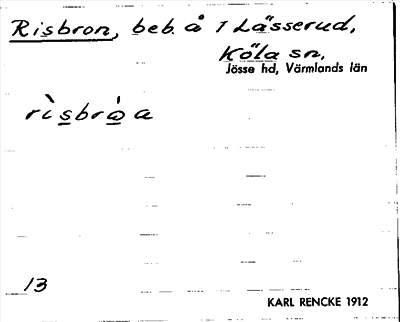 Risbron, beb. å 1 Lässerud,
Köla sn,
Jösse hd, Värmlands län
rìsbròa
13
KARL RENCKE 1912